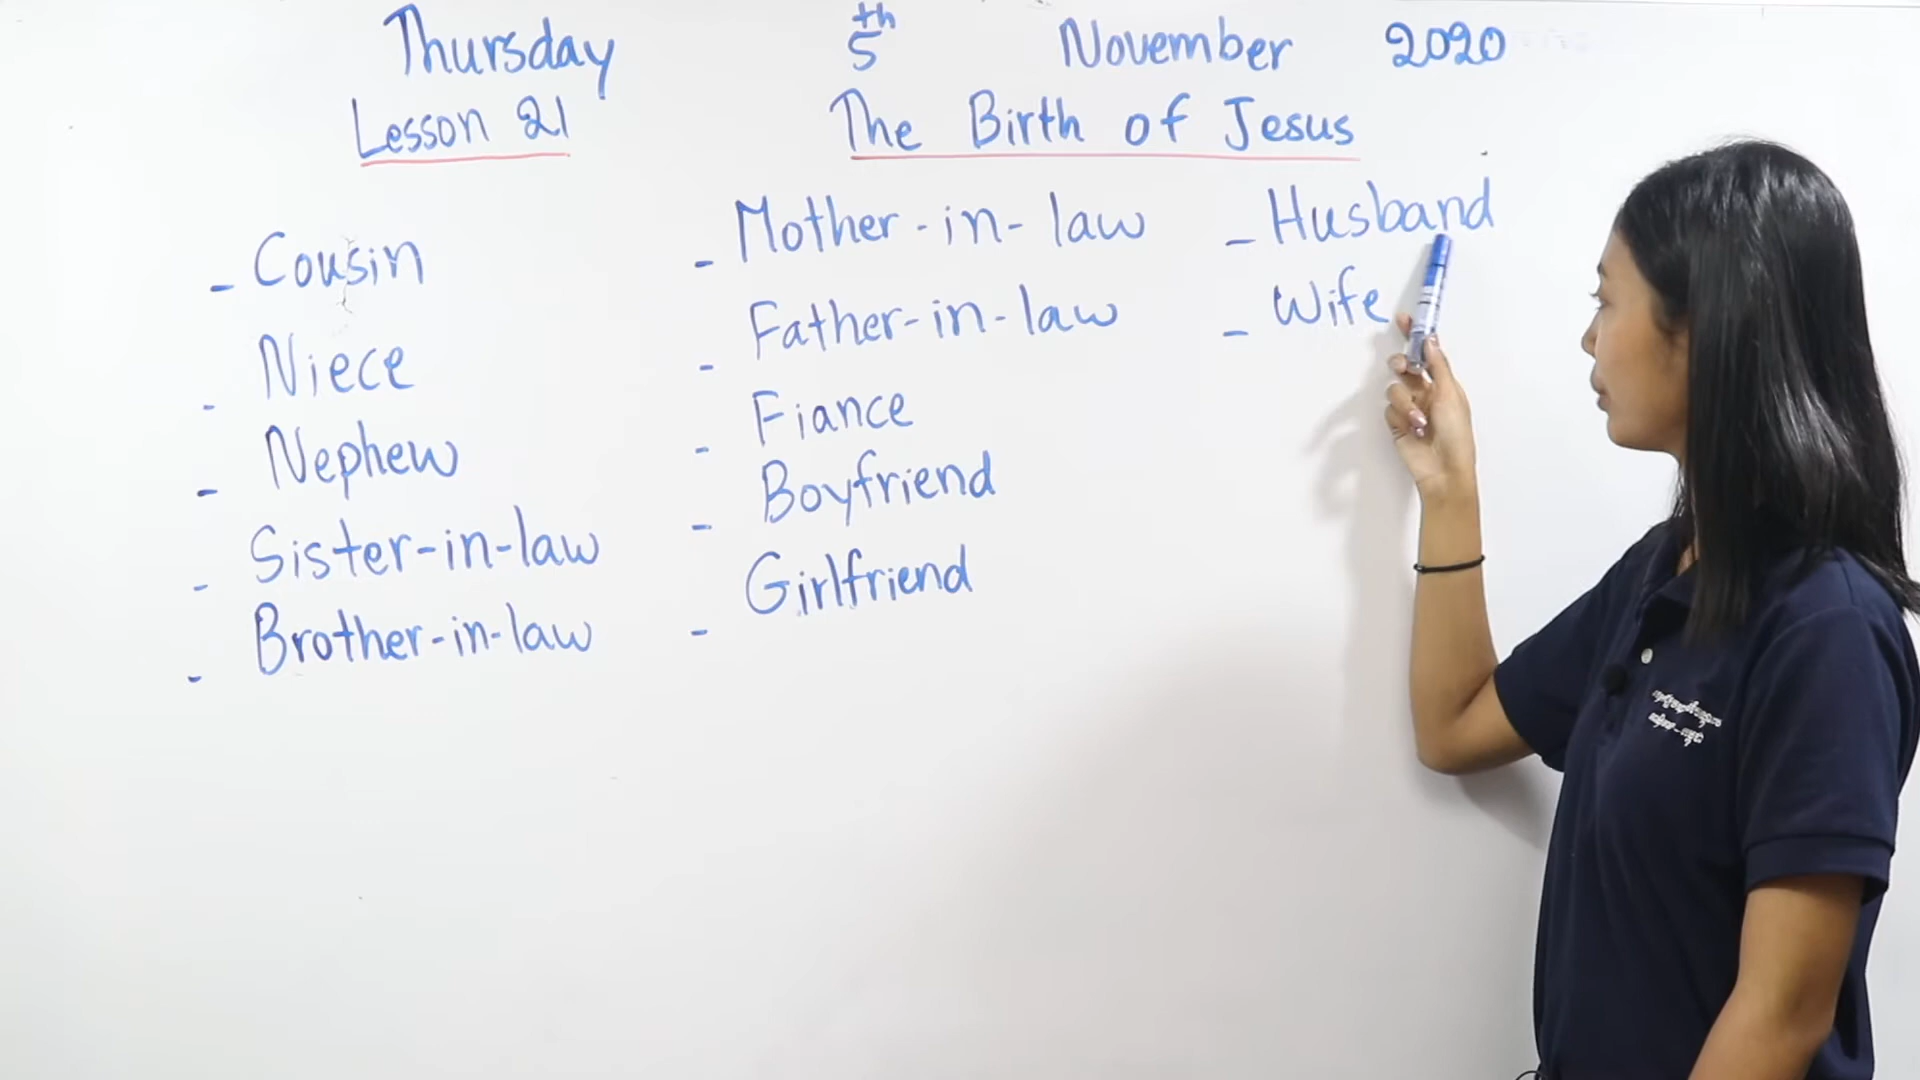 Thursday 5th November 2020
Lesson 21 The Birth of Jesus
- Cousin
- Niece
- Nephew
- Sister-in-law
- Brother-in-law
- Mother-in-law
- Father-in-law
- Fiance
- Boyfriend
- Girlfriend
- Husband
- Wife